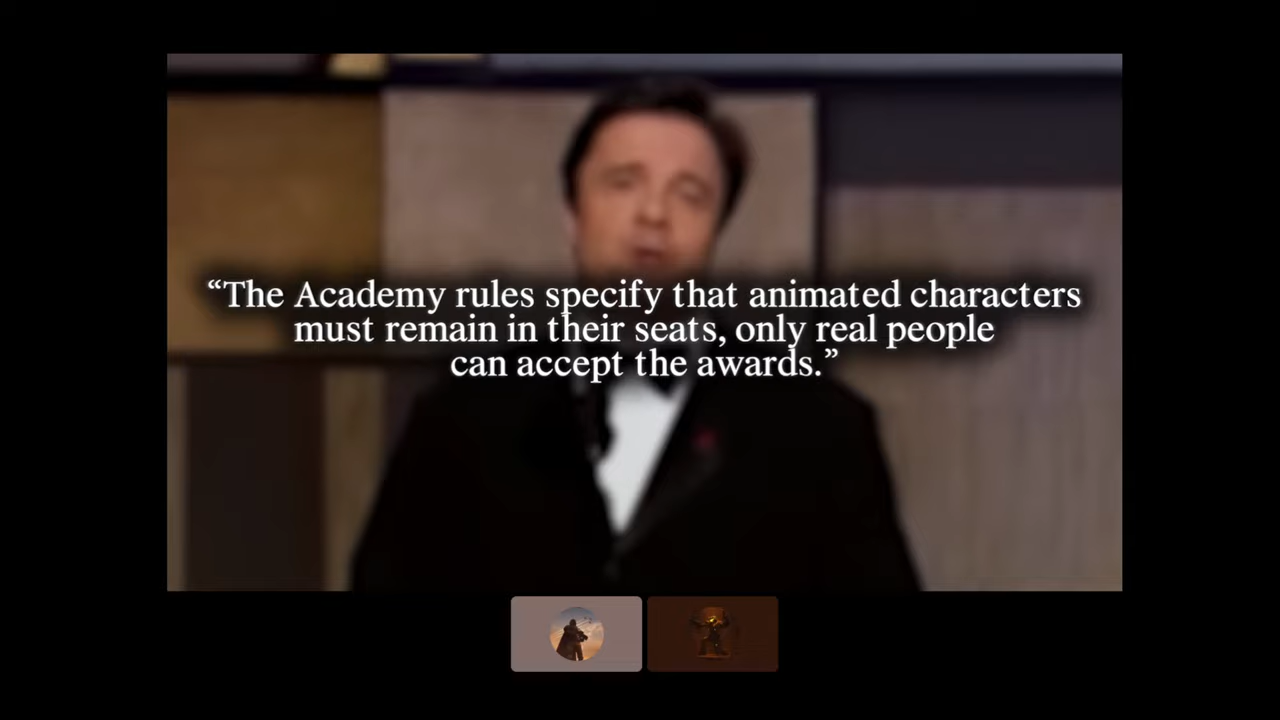 “The Academy rules specify that animated characters
must remain in their seats, only real people
can accept the awards.”